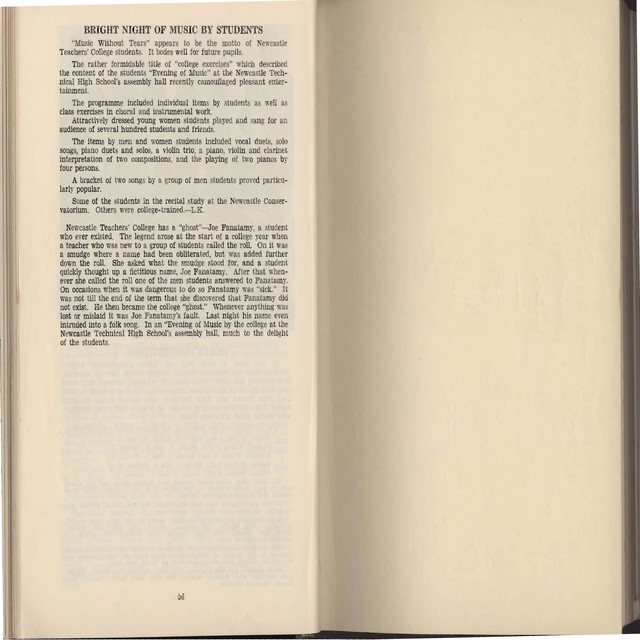 BRIGHT NIGHT OF MUSIC BY STUDENTS
"Music Without Tears" appears to be the motto of Newcastle
Teachers' College students. It bodes well for future pupils.
The rather formidable title of "college exercises" which described
the content of the students "Evening of Music" at the Newcastle Tech-
nical High School's assembly hall recently camouflaged pleasant enter-
tainment.
The programme included individual items by students as well as
class exercises in choral and instrumental work.
Attractively dressed young women students played and sang for an
audience of several hundred students and friends.
The items by men and women students included vocal duets, solo
songs, piano duets and solos, a violin trio, a piano, violin and clarinet
interpretation of two compositions, and the playing of two pianos by
four persons.
A bracket of two songs by a group of men students proved particu-
larly popular.
Some of the students in the recital study at the Newcastle Conser-
vatorium. Others were college-trained.—L.K.
Newcastle Teachers' College has a "ghost"—Joe Fanatamy, a student
who ever existed. The legend arose at the start of a college year when
a teacher who was new to a group of students called the roll. On it was
a smudge where a name had been obliterated, but was added further
down the roll. She asked what the smudge stood for, and a student
quickly thought up a fictitious name, Joe Fanatamy. After that when-
ever she called the roll one of the men students answered to Fanatamy.
On occasions when it was dangerous to do so Fanatamy was "sick." It
was not till the end of the term that she discovered that Fanatamy did
not exist. He then became the college "ghost." Whenever anything was
lost or mislaid it was Joe Fanatamy's fault. Last night his name even
intruded into a folk song. In an "Evening of Music by the college at the
Newcastle Technical High School's assembly hall, much to the delight
of the students.